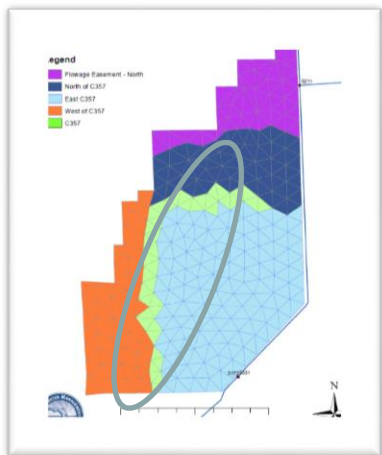 .egend
Flowage Easement - North
North of C357
East C357
West of C357
C357
N